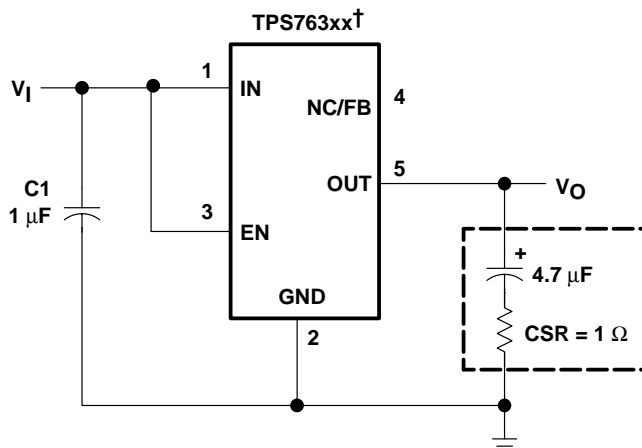 TPS763xx†
1
VI
IN
4
NC/FB
5
OUT
VO
C1
1 μF
3
EN
+
4.7 μF
GND
2
CSR = 1 Ω